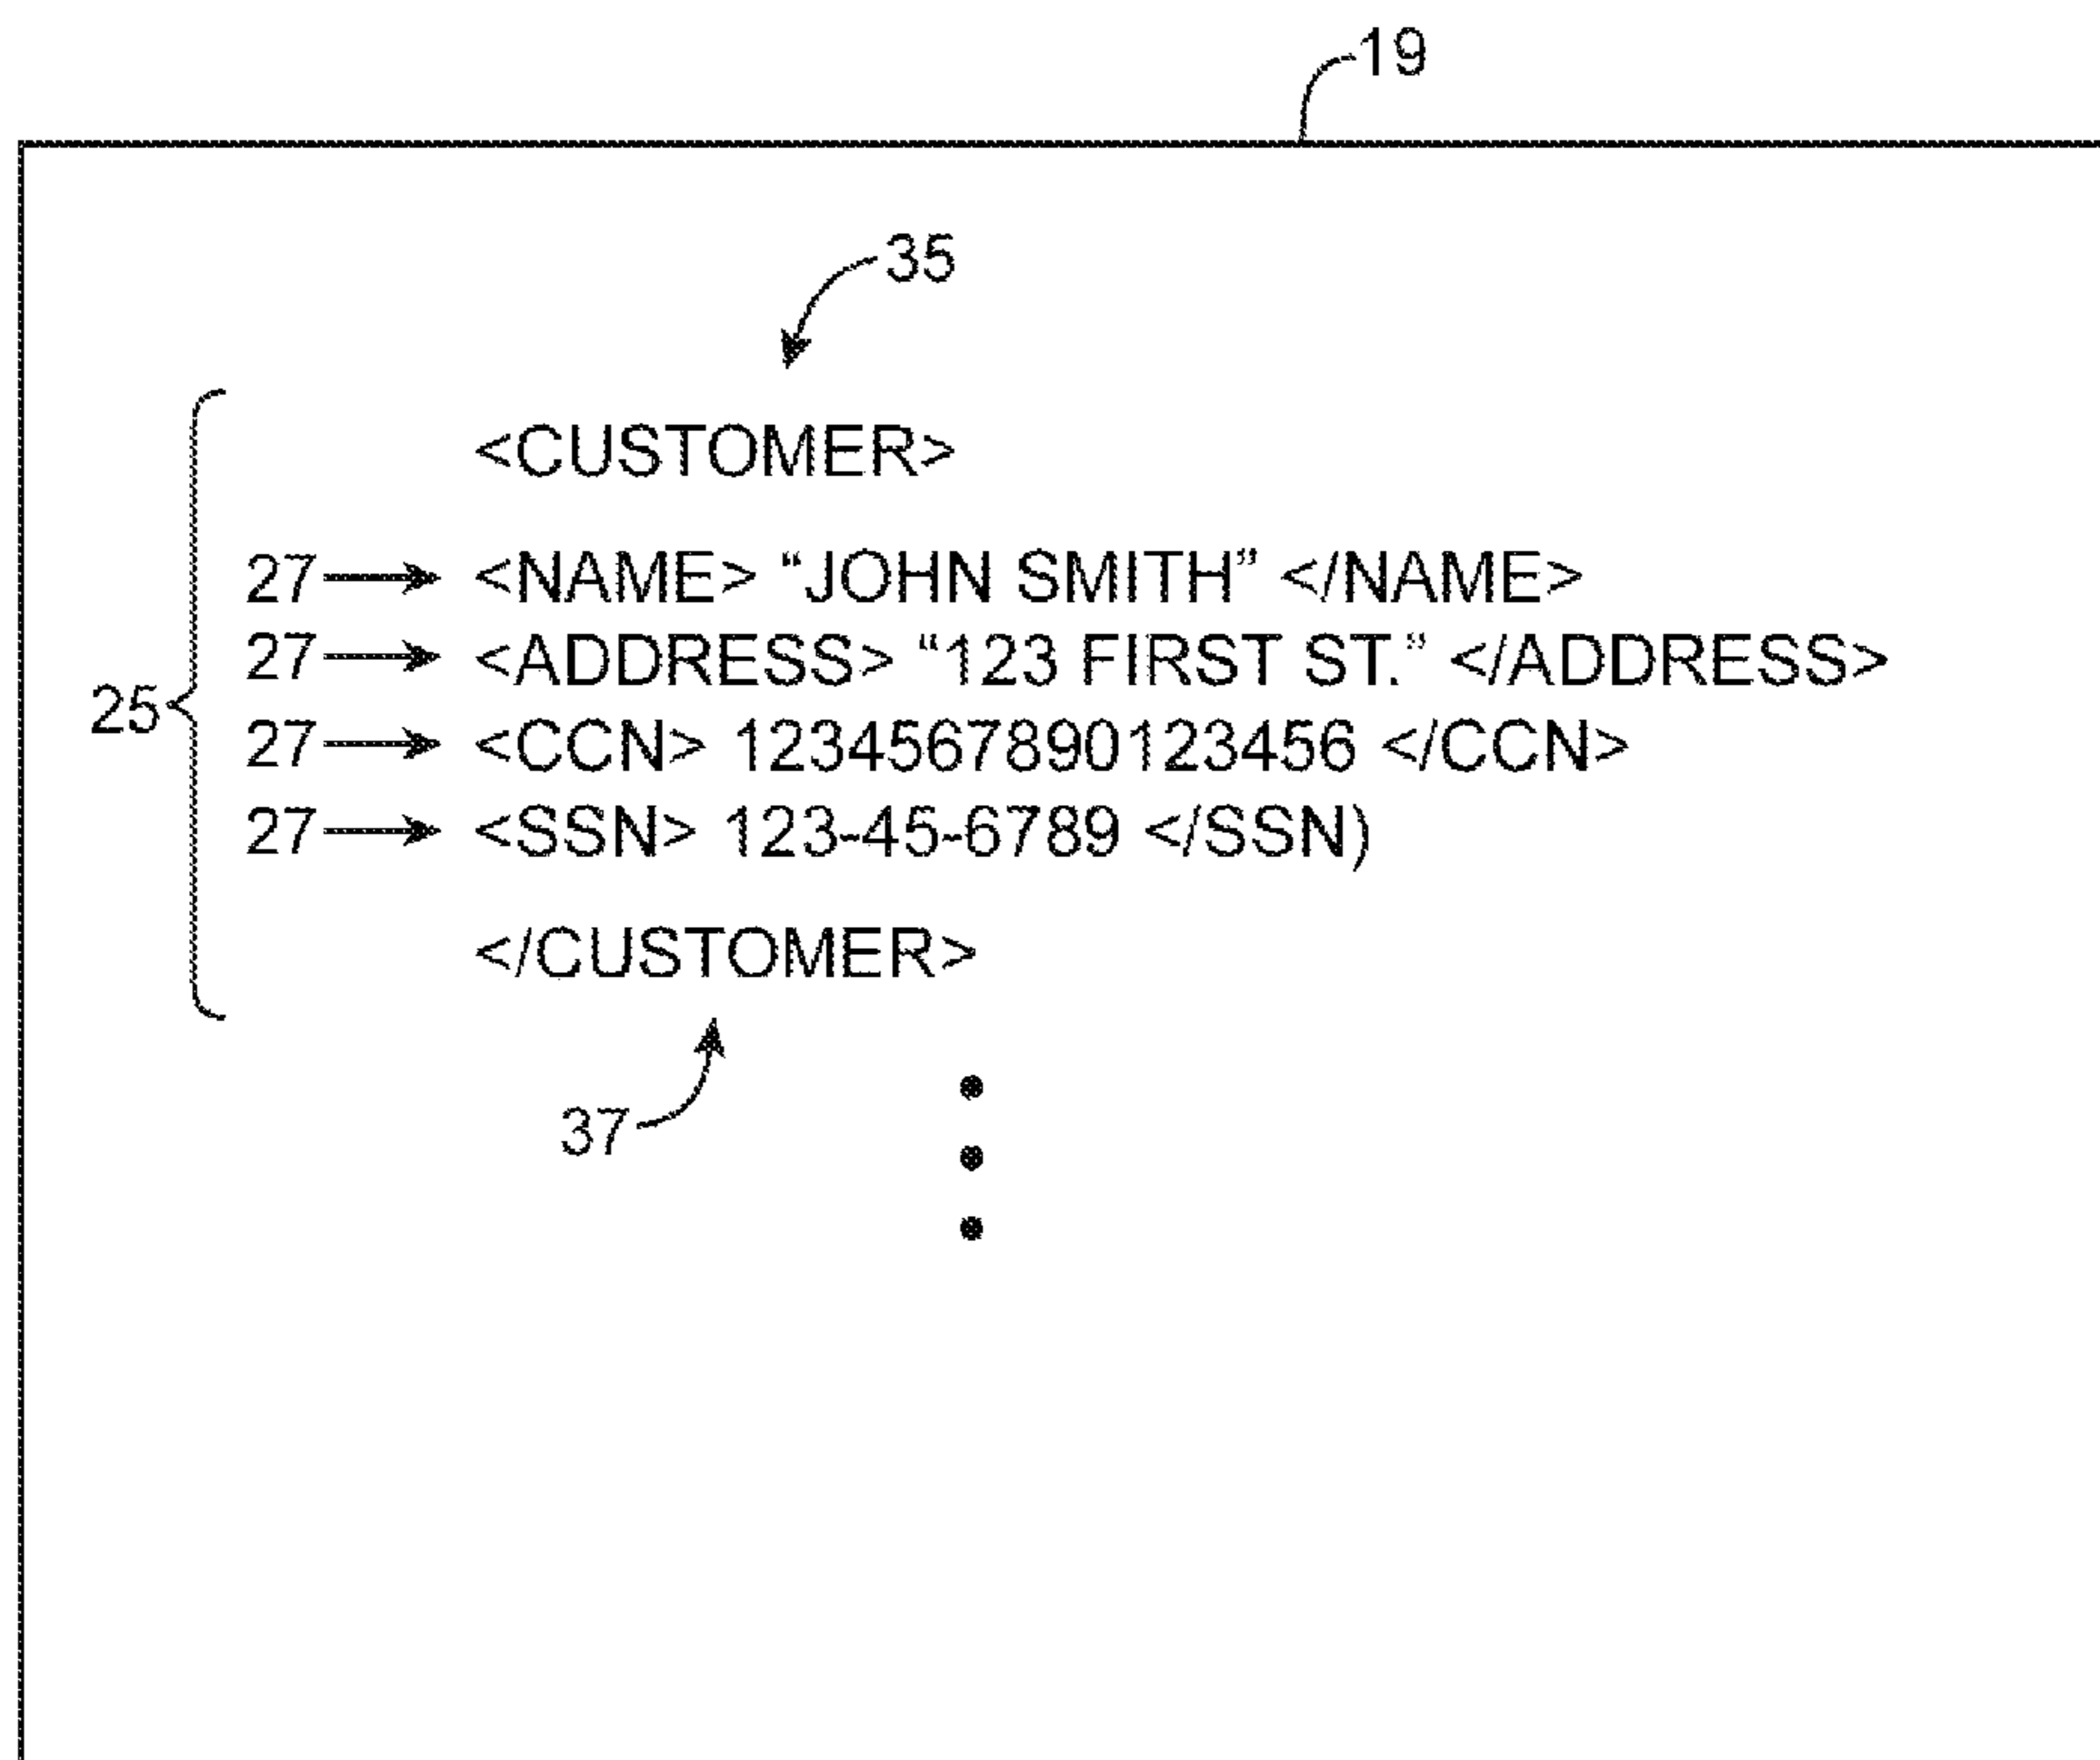 19
35
<CUSTOMER>
27 <NAME> “JOHN SMITH” </NAME>
27 <ADDRESS> “123 FIRST ST.” </ADDRESS>
25
27 <CCN> 1234567890123456 </CCN>
27 <SSN> 123-45-6789 </SSN)
</CUSTOMER>
37